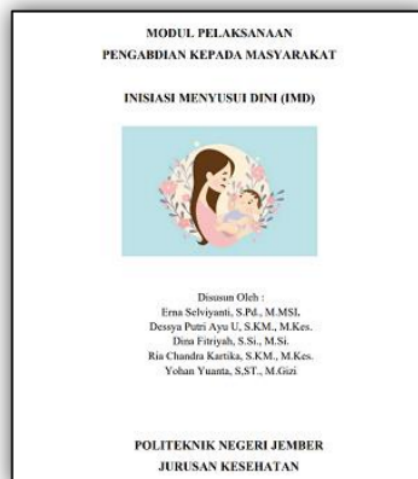 MODUL PELAKSANAAN
PENGABDIAN KEPADA MASYARAKAT
INISIASI MENYUSUI DINI (IMD)
Disusun Oleh :
Erna Selviyanti, S.Pd., M.MSI.
Dessya Putri Ayu U, S.KM., M.Kes.
Dina Fitriyah, S.Si., M.Si.
Ria Chandra Kartika, S.KM., M.Kes.
Yohan Yuanta, S,ST., M.Gizi
POLITEKNIK NEGERI JEMBER
JURUSAN KESEHATAN